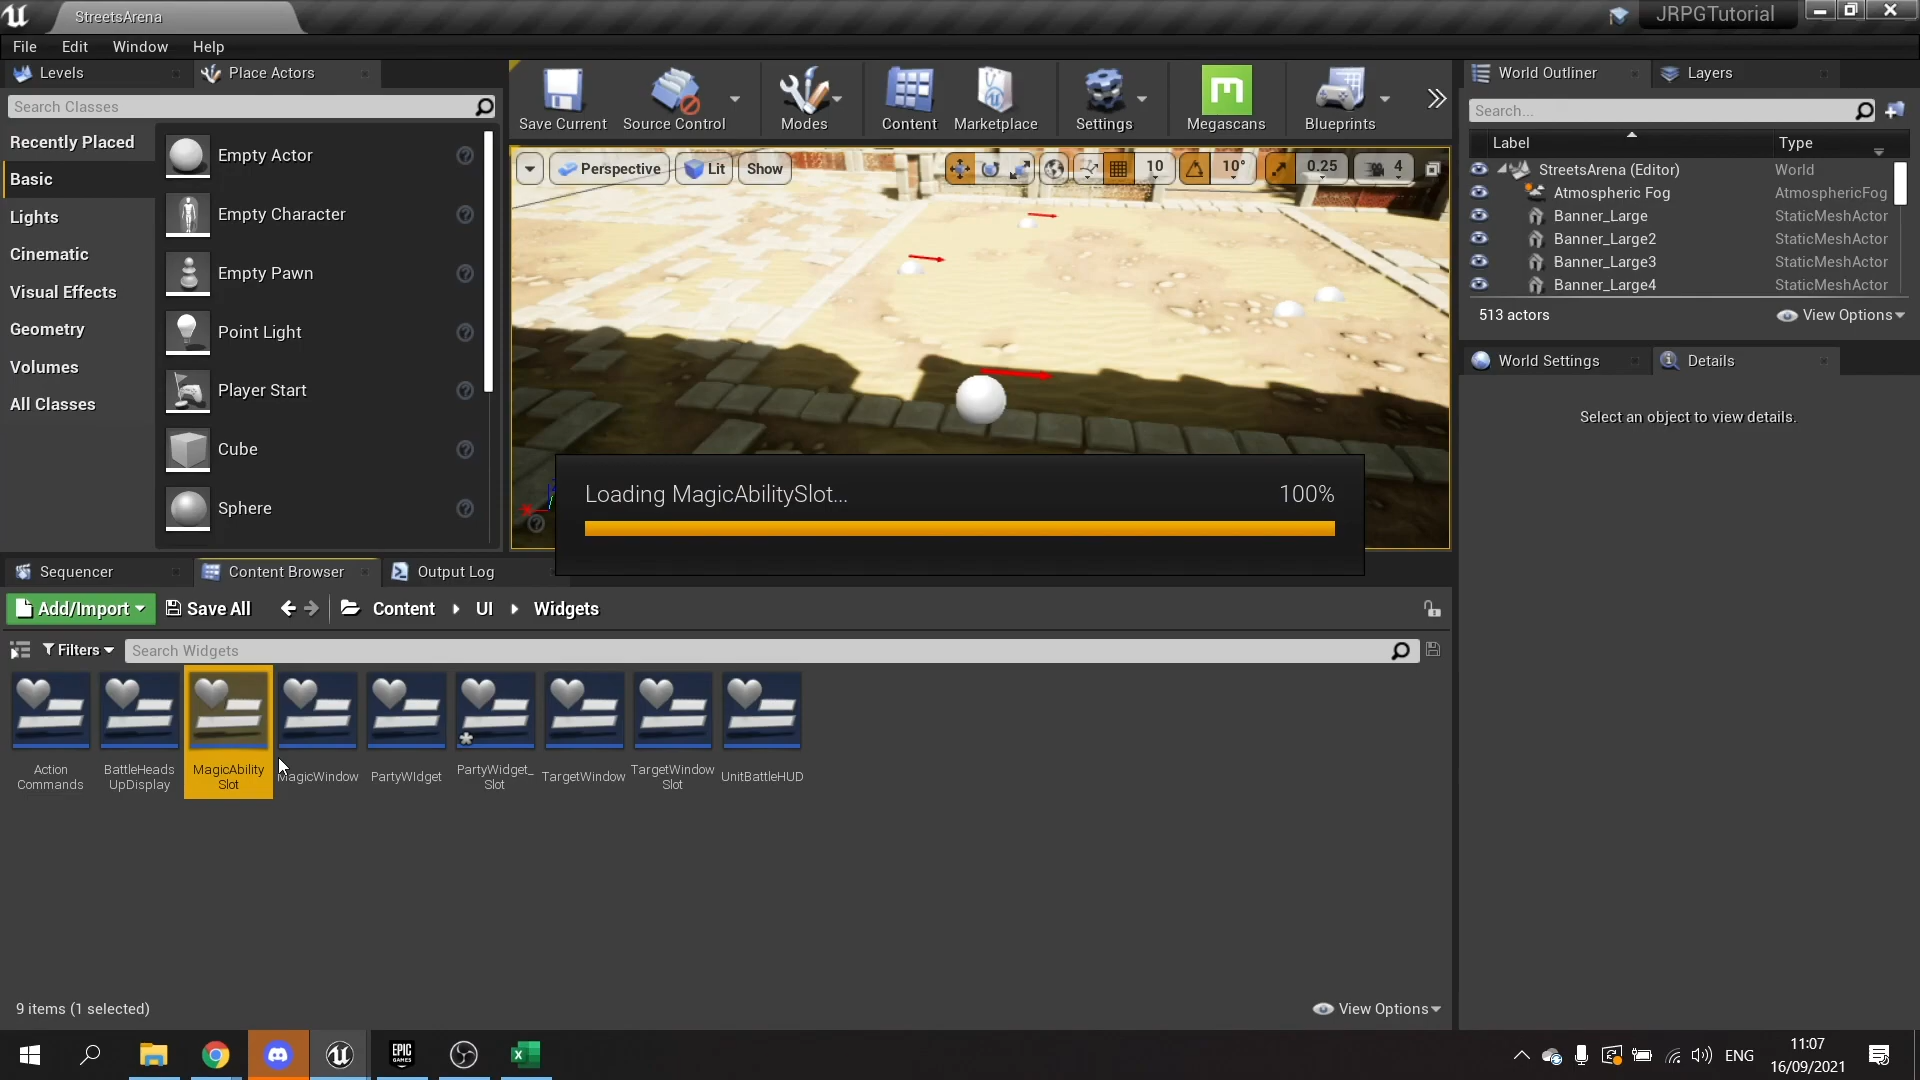 StreetsArena
JRPGTutorial
File Edit Window Help
Levels Place Actors
Search Classes
Recently Placed
Basic
Lights
Cinematic
Visual Effects
Geometry
Volumes
All Classes
Empty Actor
Empty Character
Empty Pawn
Point Light
Player Start
Cube
Sphere
Save Current Source Control Modes Content Marketplace Settings Megascans Blueprints
Perspective Lit Show 10 10° 0.25 4
Loading MagicAbilitySlot... 100%
World Outliner Layers
Search...
Label Type
StreetsArena (Editor) World
Atmospheric Fog AtmosphericFog
Banner_Large StaticMeshActor
Banner_Large2 StaticMeshActor
Banner_Large3 StaticMeshActor
Banner_Large4 StaticMeshActor
513 actors View Options
World Settings Details
Select an object to view details.
Sequencer Content Browser Output Log
Add/Import Save All Content UI Widgets
Filters Search Widgets
Action
Commands
BattleHeads
UpDisplay
MagicAbility
Slot
MagicWindow
PartyWIdget
PartyWidget_
Slot
TargetWindow
TargetWindow
Slot
UnitBattleHUD
9 items (1 selected) View Options
EPIC
GAMES
ENG
11:07
16/09/2021